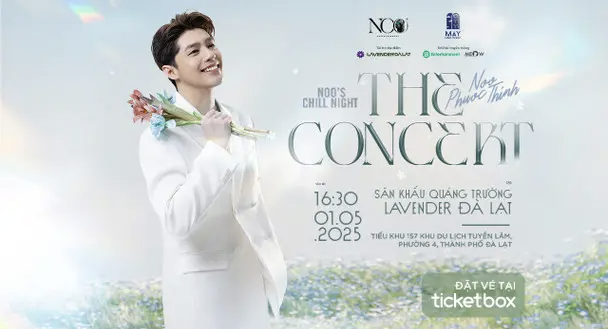 NOO
MAY
LAVENDERDALAT
Entertainment
NOO'S
CHILL NIGHT
THE
CONCERT
Noo
Phước Thịnh
16:30
01.05
.2025
SÂN KHẤU QUẢNG TRƯỜNG
LAVENDER ĐÀ LẠT
TIỂU KHU 157 KHU DU LỊCH TUYỀN LÂM,
PHƯỜNG 4, THÀNH PHỐ ĐÀ LẠT
ĐẶT VÉ TẠI
ticketbox